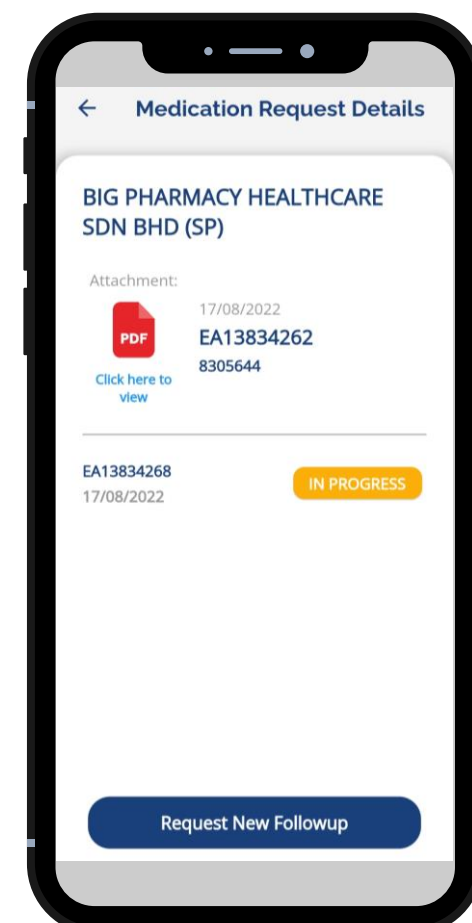 Medication Request Details
BIG PHARMACY HEALTHCARE
SDN BHD (SP)
Attachment:
PDF
Click here to
view
17/08/2022
EA13834262
8305644
EA13834268
17/08/2022
IN PROGRESS
Request New Followup